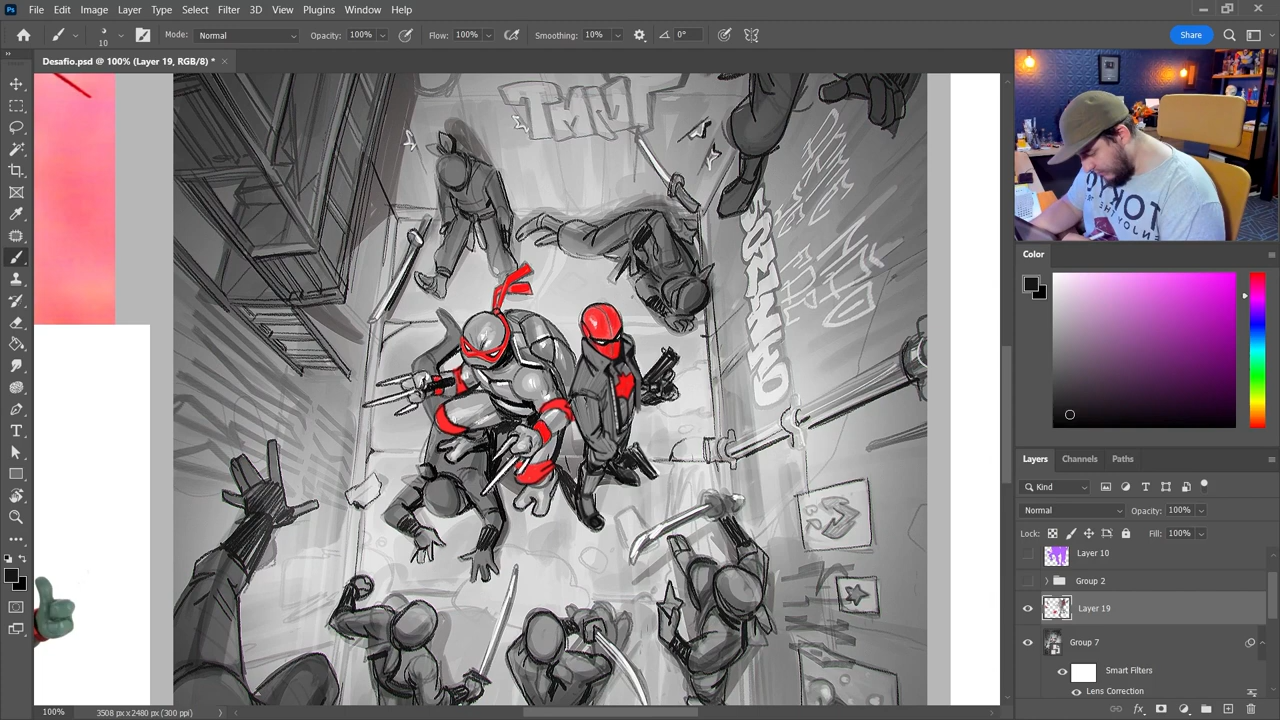 Ps File Edit Image Layer Type Select Filter 3D View Plugins Window Help
10 Mode: Normal Opacity: 100% Flow: 100% Smoothing: 10% 0° Share
Desafio.psd @ 100% (Layer 19, RGB/8) *
TMNT
Color
Layers Channels Paths
Kind
Normal Opacity: 100%
Lock: Fill: 100%
Layer 10
Group 2
Layer 19
Group 7
Smart Filters
Lens Correction
100% 3508 px x 2480 px (300 ppi)